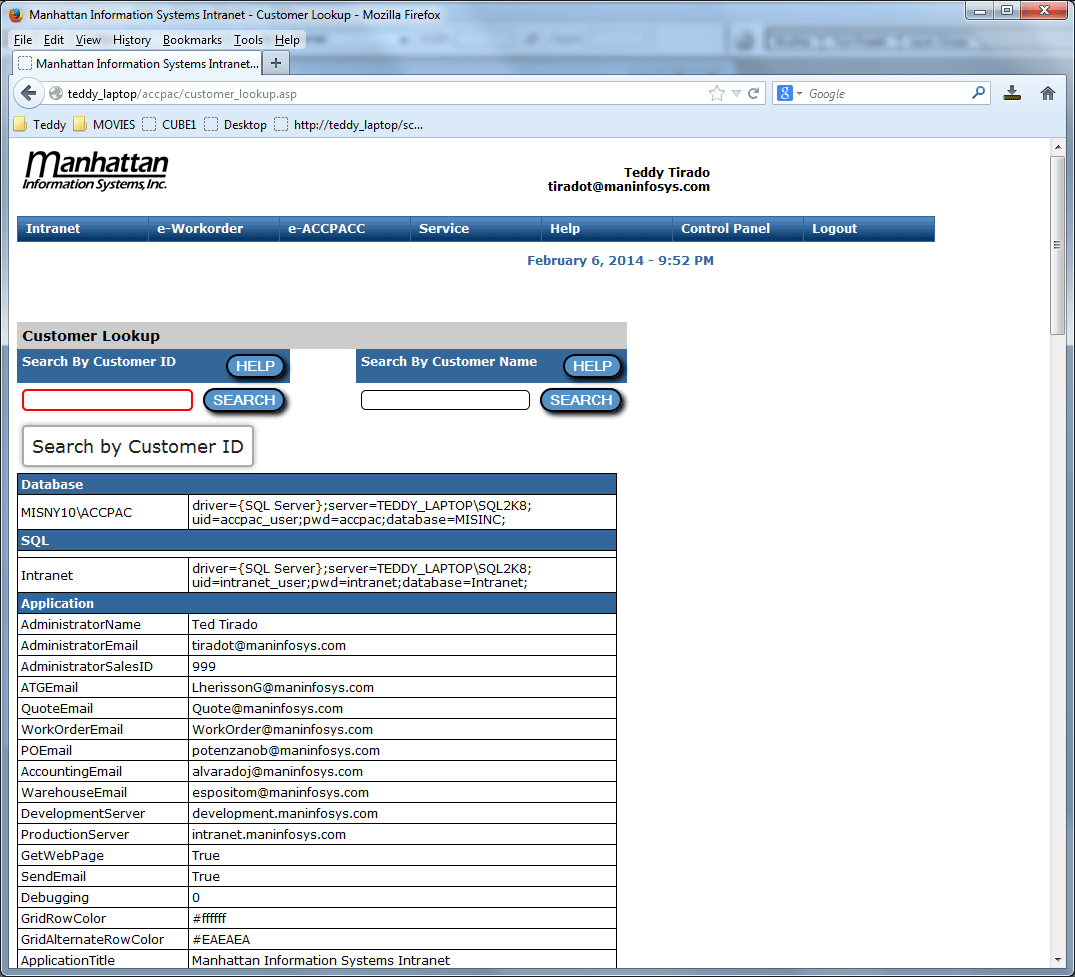 Manhattan Information Systems Intranet - Customer Lookup - Mozilla Firefox
File Edit View History Bookmarks Tools Help
Manhattan Information Systems Intranet...
teddy_laptop/accpac/customer_lookup.asp
Google
Teddy MOVIES CUBE1 Desktop http://teddy_laptop/sc...
Manhattan
Information Systems, Inc.
Teddy Tirado
tiradot@maninfosys.com
Intranet e-Workorder e-ACCPACC Service Help Control Panel Logout
February 6, 2014 - 9:52 PM
Customer Lookup
Search By Customer ID HELP Search By Customer Name HELP
SEARCH SEARCH
Search by Customer ID
Database
MISNY10\ACCPAC driver={SQL Server};server=TEDDY_LAPTOP\SQL2K8;
uid=accpac_user;pwd=accpac;database=MISINC;
SQL
Intranet driver={SQL Server};server=TEDDY_LAPTOP\SQL2K8;
uid=intranet_user;pwd=intranet;database=Intranet;
Application
AdministratorName Ted Tirado
AdministratorEmail tiradot@maninfosys.com
AdministratorSalesID 999
ATGEmail LherissonG@maninfosys.com
QuoteEmail Quote@maninfosys.com
WorkOrderEmail WorkOrder@maninfosys.com
POEmail potenzanob@maninfosys.com
AccountingEmail alvaradoj@maninfosys.com
WarehouseEmail espositom@maninfosys.com
DevelopmentServer development.maninfosys.com
ProductionServer intranet.maninfosys.com
GetWebPage True
SendEmail True
Debugging 0
GridRowColor #ffffff
GridAlternateRowColor #EAEAEA
ApplicationTitle Manhattan Information Systems Intranet